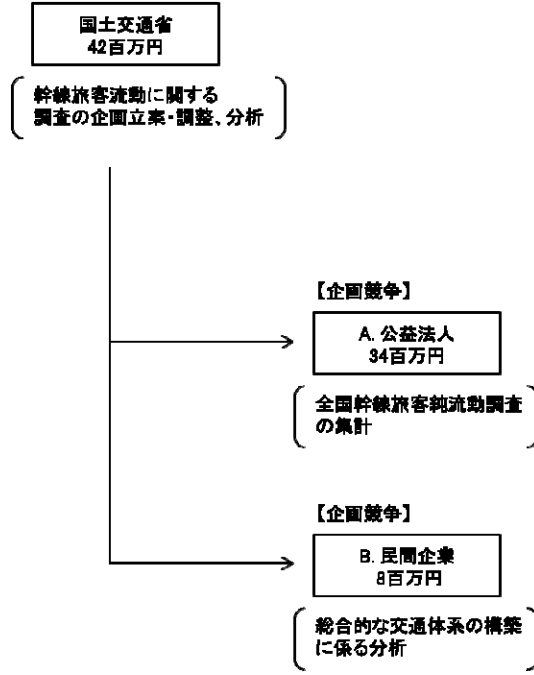 国土交通省
42百万円
幹線旅客流動に関する
調査の企画立案・調整、分析
【企画競争】
A. 公益法人
34百万円
全国幹線旅客純流動調査
の集計
【企画競争】
B. 民間企業
8百万円
総合的な交通体系の構築
に係る分析